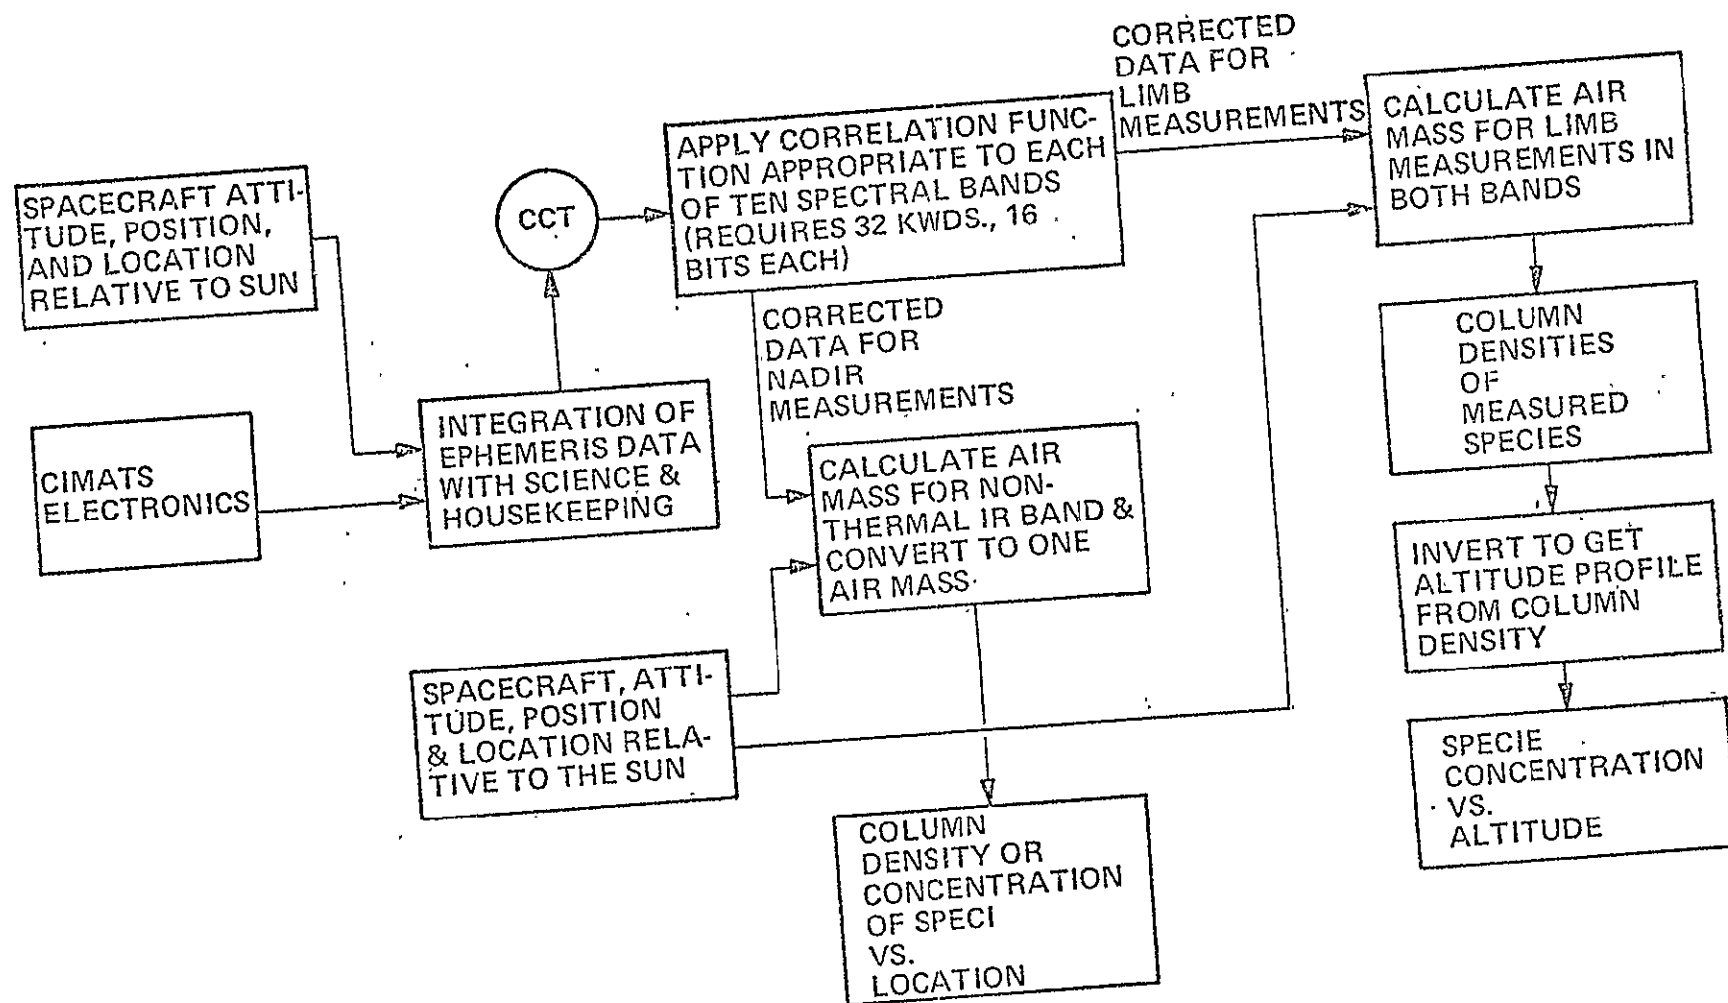 SPACECRAFT ATTI-
TUDE, POSITION,
AND LOCATION
RELATIVE TO SUN
CIMATS
ELECTRONICS
INTEGRATION OF
EPHEMERIS DATA
WITH SCIENCE &
HOUSEKEEPING
CCT
APPLY CORRELATION FUNC-
TION APPROPRIATE TO EACH
OF TEN SPECTRAL BANDS
(REQUIRES 32 KWDS., 16
BITS EACH)
CORRECTED
DATA FOR
LIMB
MEASUREMENTS
CALCULATE AIR
MASS FOR LIMB
MEASUREMENTS IN
BOTH BANDS
CORRECTED
DATA FOR
NADIR
MEASUREMENTS
CALCULATE AIR
MASS FOR NON-
THERMAL IR BAND &
CONVERT TO ONE
AIR MASS
SPACECRAFT, ATTI-
TUDE, POSITION
& LOCATION RELA-
TIVE TO THE SUN
COLUMN
DENSITY OR
CONCENTRATION
OF SPECI
VS.
LOCATION
COLUMN
DENSITIES
OF
MEASURED
SPECIES
INVERT TO GET
ALTITUDE PROFILE
FROM COLUMN
DENSITY
SPECIE
CONCENTRATION
VS.
ALTITUDE